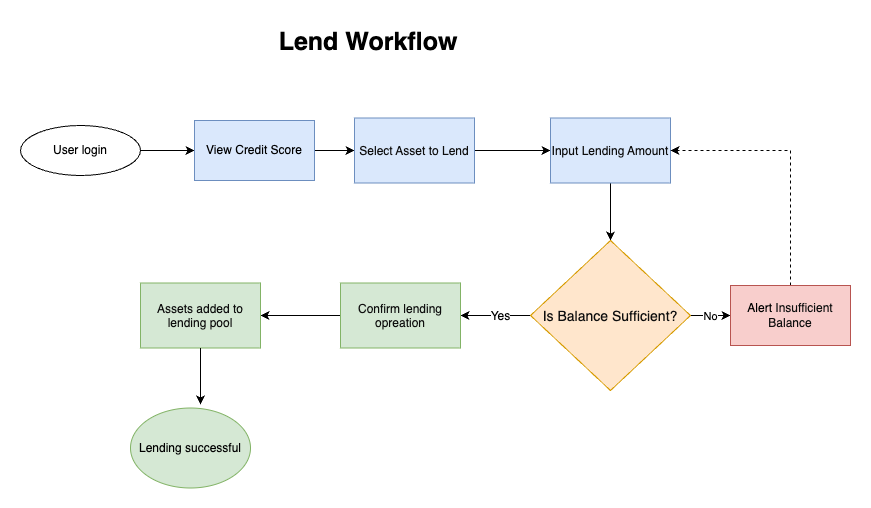 Lend Workflow
User login
View Credit Score
Select Asset to Lend
Input Lending Amount
Assets added to
lending pool
Confirm lending
opreation
Yes
Is Balance Sufficient?
No
Alert Insufficient
Balance
Lending successful